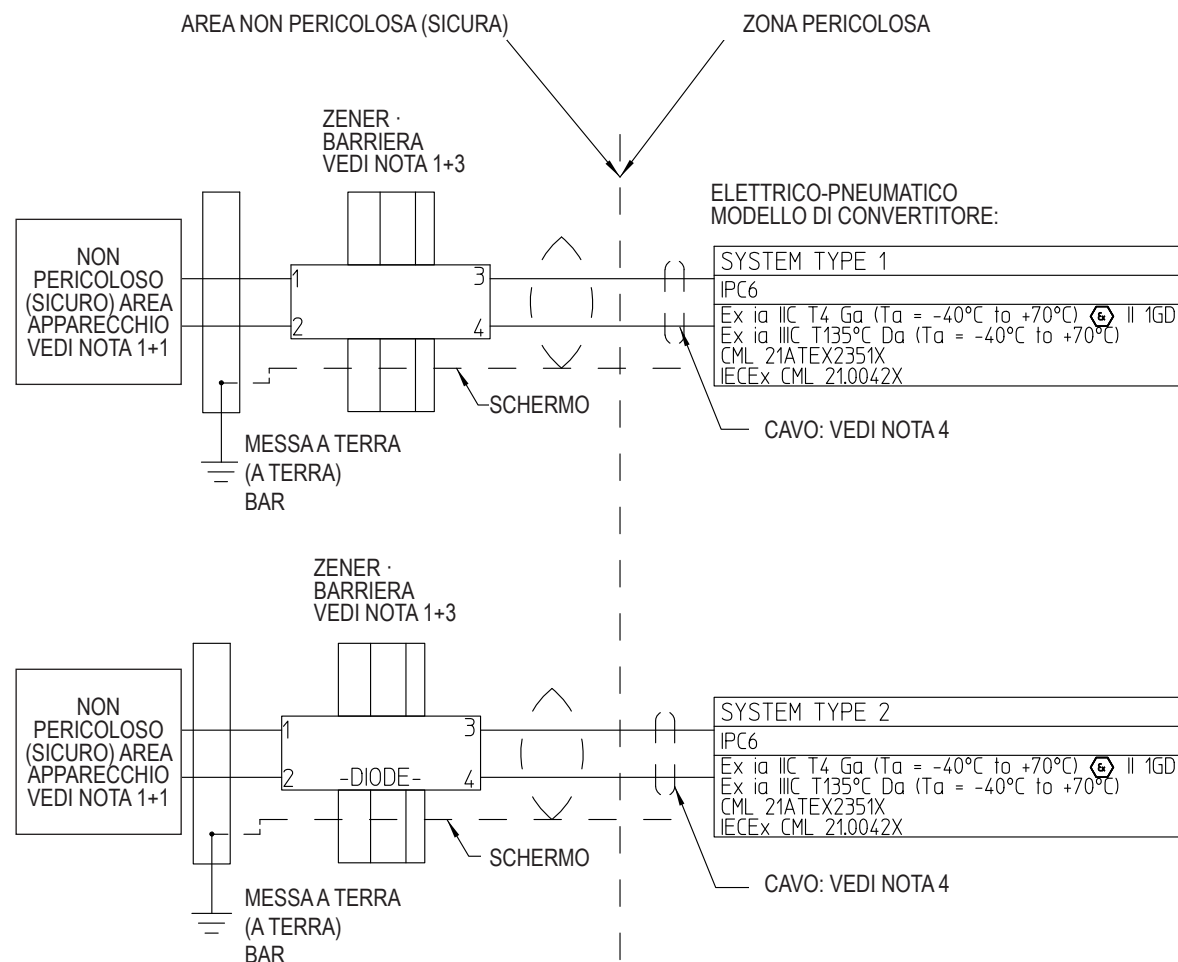 AREA NON PERICOLOSA (SICURA)
ZONA PERICOLOSA
ZENER ·
BARRIERA
VEDI NOTA 1+3
ELETTRICO-PNEUMATICO
MODELLO DI CONVERTITORE:
NON
PERICOLOSO
(SICURO) AREA
APPARECCHIO
VEDI NOTA 1+1
1
2
3
4
SYSTEM TYPE 1
IPC6
Ex ia IIC T4 Ga (Ta = -40°C to +70°C) Ex II 1GD
Ex ia IIIC T135°C Da (Ta = -40°C to +70°C)
CML 21ATEX2351X
IECEx CML 21.0042X
SCHERMO
CAVO: VEDI NOTA 4
MESSA A TERRA
(A TERRA)
BAR
ZENER ·
BARRIERA
VEDI NOTA 1+3
NON
PERICOLOSO
(SICURO) AREA
APPARECCHIO
VEDI NOTA 1+1
1
2
-DIODE-
3
4
SYSTEM TYPE 2
IPC6
Ex ia IIC T4 Ga (Ta = -40°C to +70°C) Ex II 1GD
Ex ia IIIC T135°C Da (Ta = -40°C to +70°C)
CML 21ATEX2351X
IECEx CML 21.0042X
SCHERMO
CAVO: VEDI NOTA 4
MESSA A TERRA
(A TERRA)
BAR